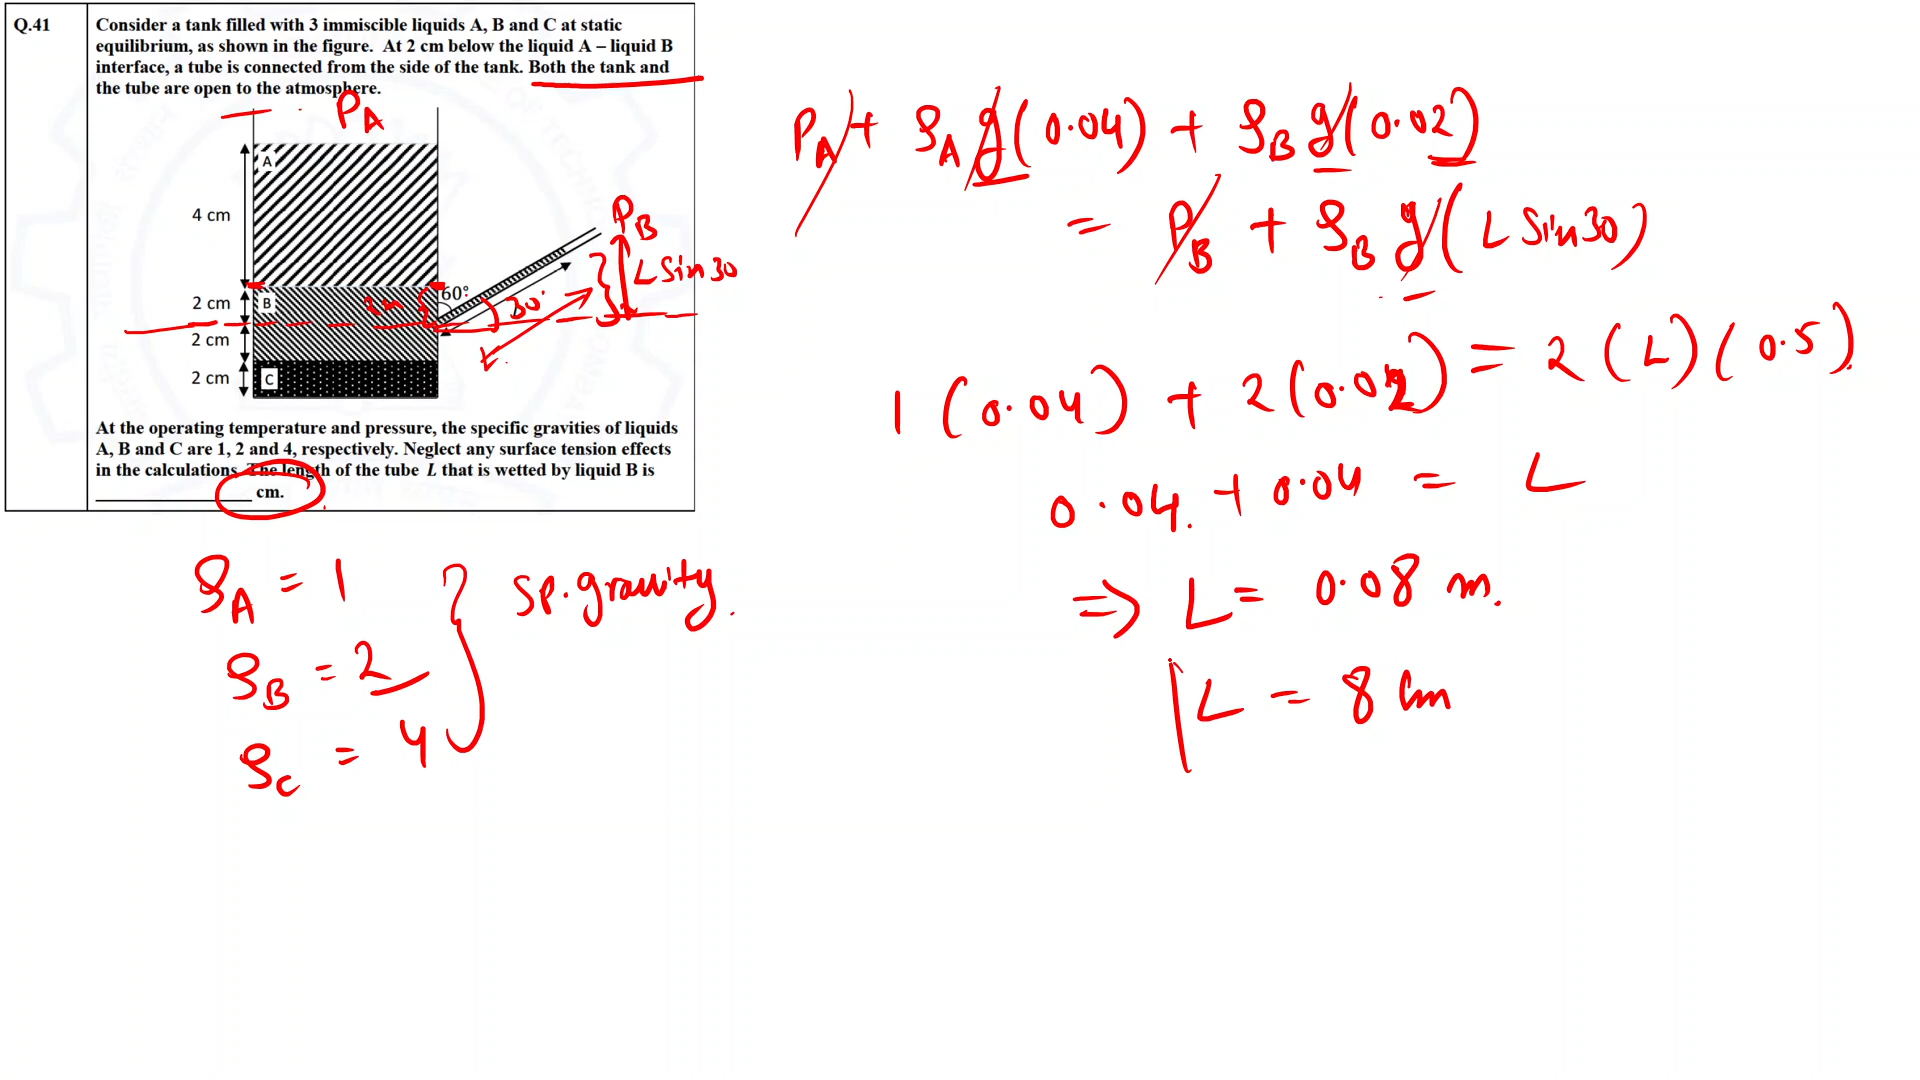 Q.41
Consider a tank filled with 3 immiscible liquids A, B and C at static
equilibrium, as shown in the figure. At 2 cm below the liquid A – liquid B
interface, a tube is connected from the side of the tank. Both the tank and
the tube are open to the atmosphere.
P_A
A
4 cm
P_B
L Sin 30
2 cm B 2cm 60° 30°
2 cm
L
2 cm C
At the operating temperature and pressure, the specific gravities of liquids
A, B and C are 1, 2 and 4, respectively. Neglect any surface tension effects
in the calculations. The length of the tube L that is wetted by liquid B is
____________ cm.
ρ_A = 1
ρ_B = 2
ρ_C = 4
sp. gravity.
P_A + ρ_A g(0.04) + ρ_B g(0.02)
= P_B + ρ_B g(L Sin30)
1 (0.04) + 2(0.02) = 2 (L)(0.5)
0.04 + 0.04 = L
=> L = 0.08 m.
L = 8 cm